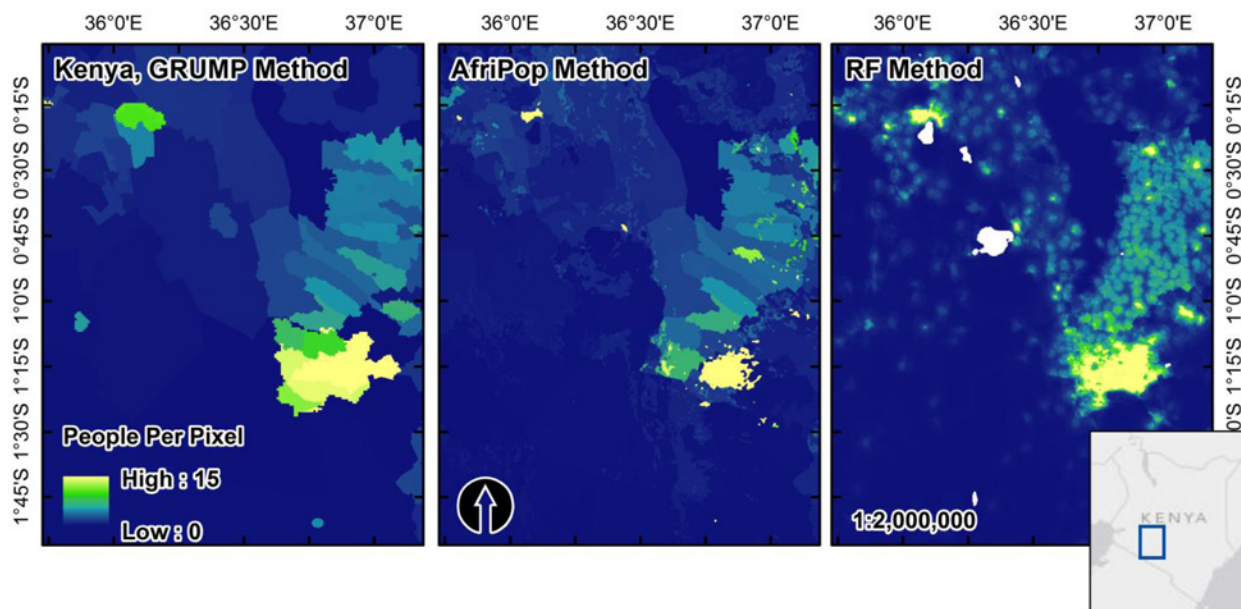 36°0'E 36°30'E 37°0'E 36°0'E 36°30'E 37°0'E 36°0'E 36°30'E 37°0'E
Kenya, GRUMP Method
AfriPop Method
RF Method
0°15'S
0°30'S
0°45'S
1°0'S
1°15'S
1°30'S
1°45'S
0°15'S
0°30'S
0°45'S
1°0'S
1°15'S
People Per Pixel
High : 15
Low : 0
1:2,000,000
KENYA